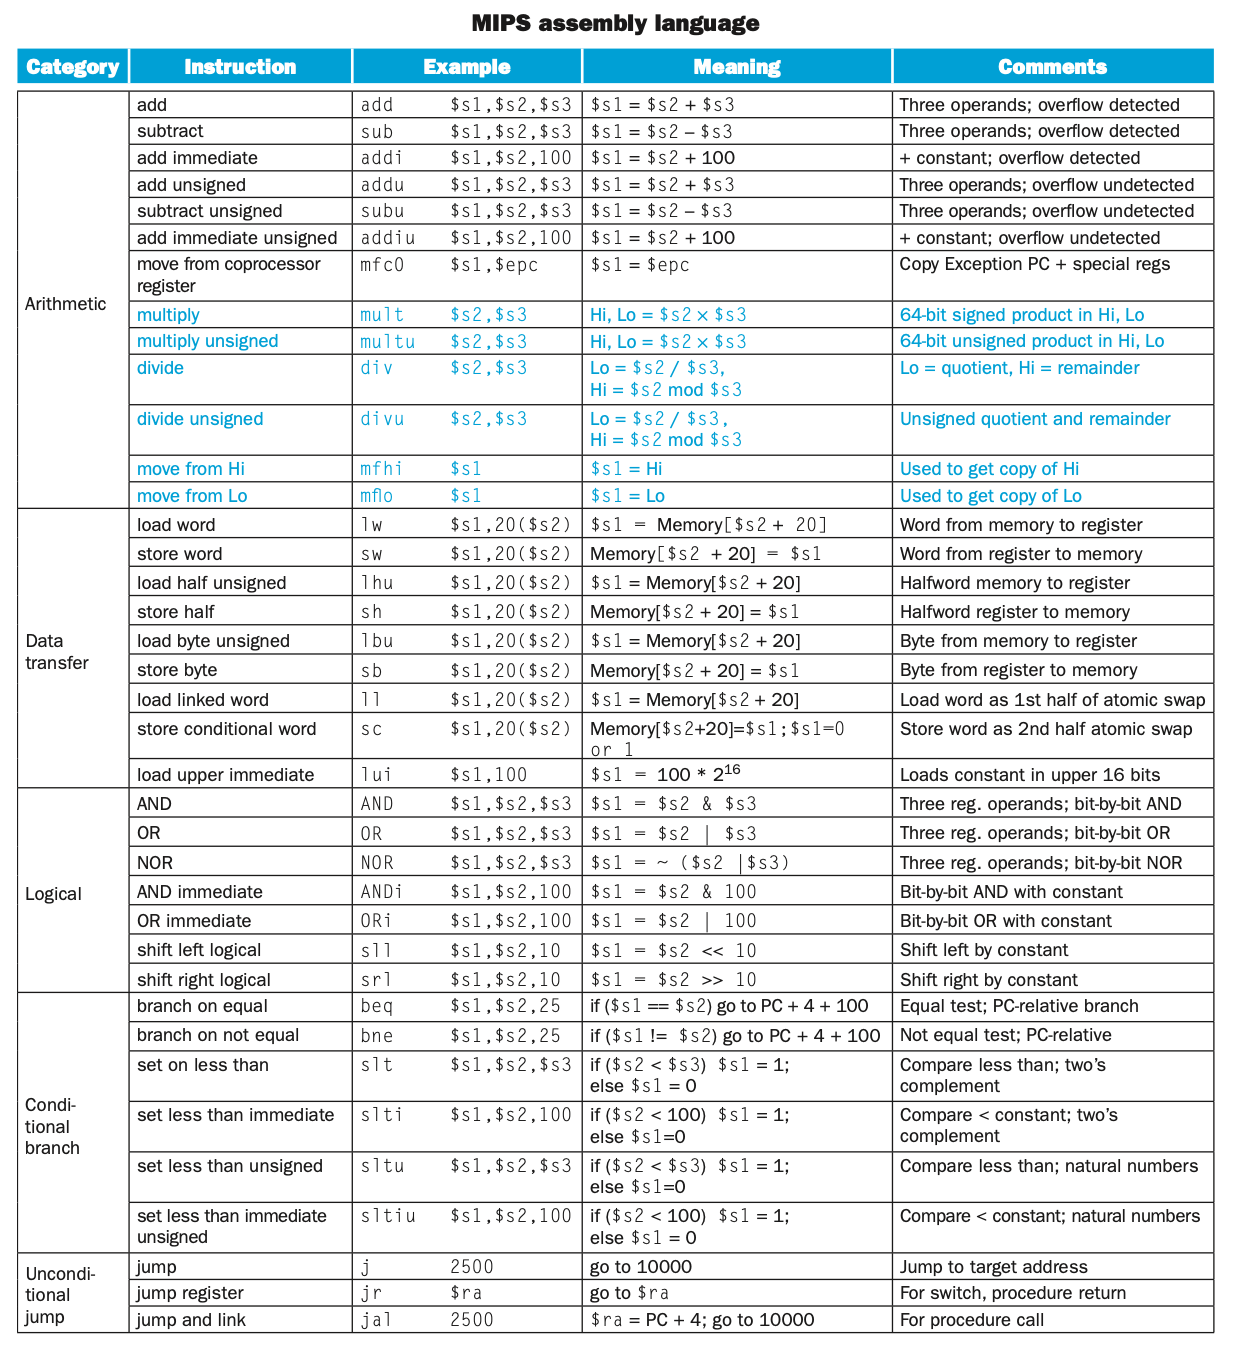 MIPS assembly language
Category Instruction Example Meaning Comments
Arithmetic
add add $s1,$s2,$s3 $s1 = $s2 + $s3 Three operands; overflow detected
subtract sub $s1,$s2,$s3 $s1 = $s2 – $s3 Three operands; overflow detected
add immediate addi $s1,$s2,100 $s1 = $s2 + 100 + constant; overflow detected
add unsigned addu $s1,$s2,$s3 $s1 = $s2 + $s3 Three operands; overflow undetected
subtract unsigned subu $s1,$s2,$s3 $s1 = $s2 – $s3 Three operands; overflow undetected
add immediate unsigned addiu $s1,$s2,100 $s1 = $s2 + 100 + constant; overflow undetected
move from coprocessor mfc0 $s1,$epc $s1 = $epc Copy Exception PC + special regs
register
multiply mult $s2,$s3 Hi, Lo = $s2 × $s3 64-bit signed product in Hi, Lo
multiply unsigned multu $s2,$s3 Hi, Lo = $s2 × $s3 64-bit unsigned product in Hi, Lo
divide div $s2,$s3 Lo = $s2 / $s3, Lo = quotient, Hi = remainder
Hi = $s2 mod $s3
divide unsigned divu $s2,$s3 Lo = $s2 / $s3, Unsigned quotient and remainder
Hi = $s2 mod $s3
move from Hi mfhi $s1 $s1 = Hi Used to get copy of Hi
move from Lo mflo $s1 $s1 = Lo Used to get copy of Lo
Data
transfer
load word lw $s1,20($s2) $s1 = Memory[$s2 + 20] Word from memory to register
store word sw $s1,20($s2) Memory[$s2 + 20] = $s1 Word from register to memory
load half unsigned lhu $s1,20($s2) $s1 = Memory[$s2 + 20] Halfword memory to register
store half sh $s1,20($s2) Memory[$s2 + 20] = $s1 Halfword register to memory
load byte unsigned lbu $s1,20($s2) $s1 = Memory[$s2 + 20] Byte from memory to register
store byte sb $s1,20($s2) Memory[$s2 + 20] = $s1 Byte from register to memory
load linked word ll $s1,20($s2) $s1 = Memory[$s2 + 20] Load word as 1st half of atomic swap
store conditional word sc $s1,20($s2) Memory[$s2+20]=$s1;$s1=0 Store word as 2nd half atomic swap
or 1
load upper immediate lui $s1,100 $s1 = 100 * 2¹⁶ Loads constant in upper 16 bits
Logical
AND AND $s1,$s2,$s3 $s1 = $s2 & $s3 Three reg. operands; bit-by-bit AND
OR OR $s1,$s2,$s3 $s1 = $s2 | $s3 Three reg. operands; bit-by-bit OR
NOR NOR $s1,$s2,$s3 $s1 = ~ ($s2 |$s3) Three reg. operands; bit-by-bit NOR
AND immediate ANDi $s1,$s2,100 $s1 = $s2 & 100 Bit-by-bit AND with constant
OR immediate ORi $s1,$s2,100 $s1 = $s2 | 100 Bit-by-bit OR with constant
shift left logical sll $s1,$s2,10 $s1 = $s2 << 10 Shift left by constant
shift right logical srl $s1,$s2,10 $s1 = $s2 >> 10 Shift right by constant
Condi-
tional
branch
branch on equal beq $s1,$s2,25 if ($s1 == $s2) go to PC + 4 + 100 Equal test; PC-relative branch
branch on not equal bne $s1,$s2,25 if ($s1 != $s2) go to PC + 4 + 100 Not equal test; PC-relative
set on less than slt $s1,$s2,$s3 if ($s2 < $s3) $s1 = 1; Compare less than; two’s
else $s1 = 0 complement
set less than immediate slti $s1,$s2,100 if ($s2 < 100) $s1 = 1; Compare < constant; two’s
else $s1=0 complement
set less than unsigned sltu $s1,$s2,$s3 if ($s2 < $s3) $s1 = 1; Compare less than; natural numbers
else $s1=0
set less than immediate sltiu $s1,$s2,100 if ($s2 < 100) $s1 = 1; Compare < constant; natural numbers
unsigned else $s1 = 0
Uncondi-
tional
jump
jump j 2500 go to 10000 Jump to target address
jump register jr $ra go to $ra For switch, procedure return
jump and link jal 2500 $ra = PC + 4; go to 10000 For procedure call